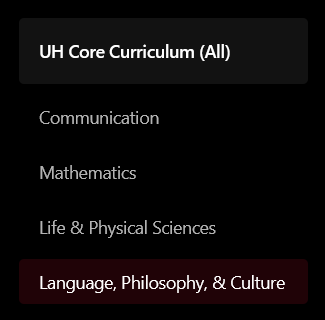 UH Core Curriculum (All)
Communication
Mathematics
Life & Physical Sciences
Language, Philosophy, & Culture